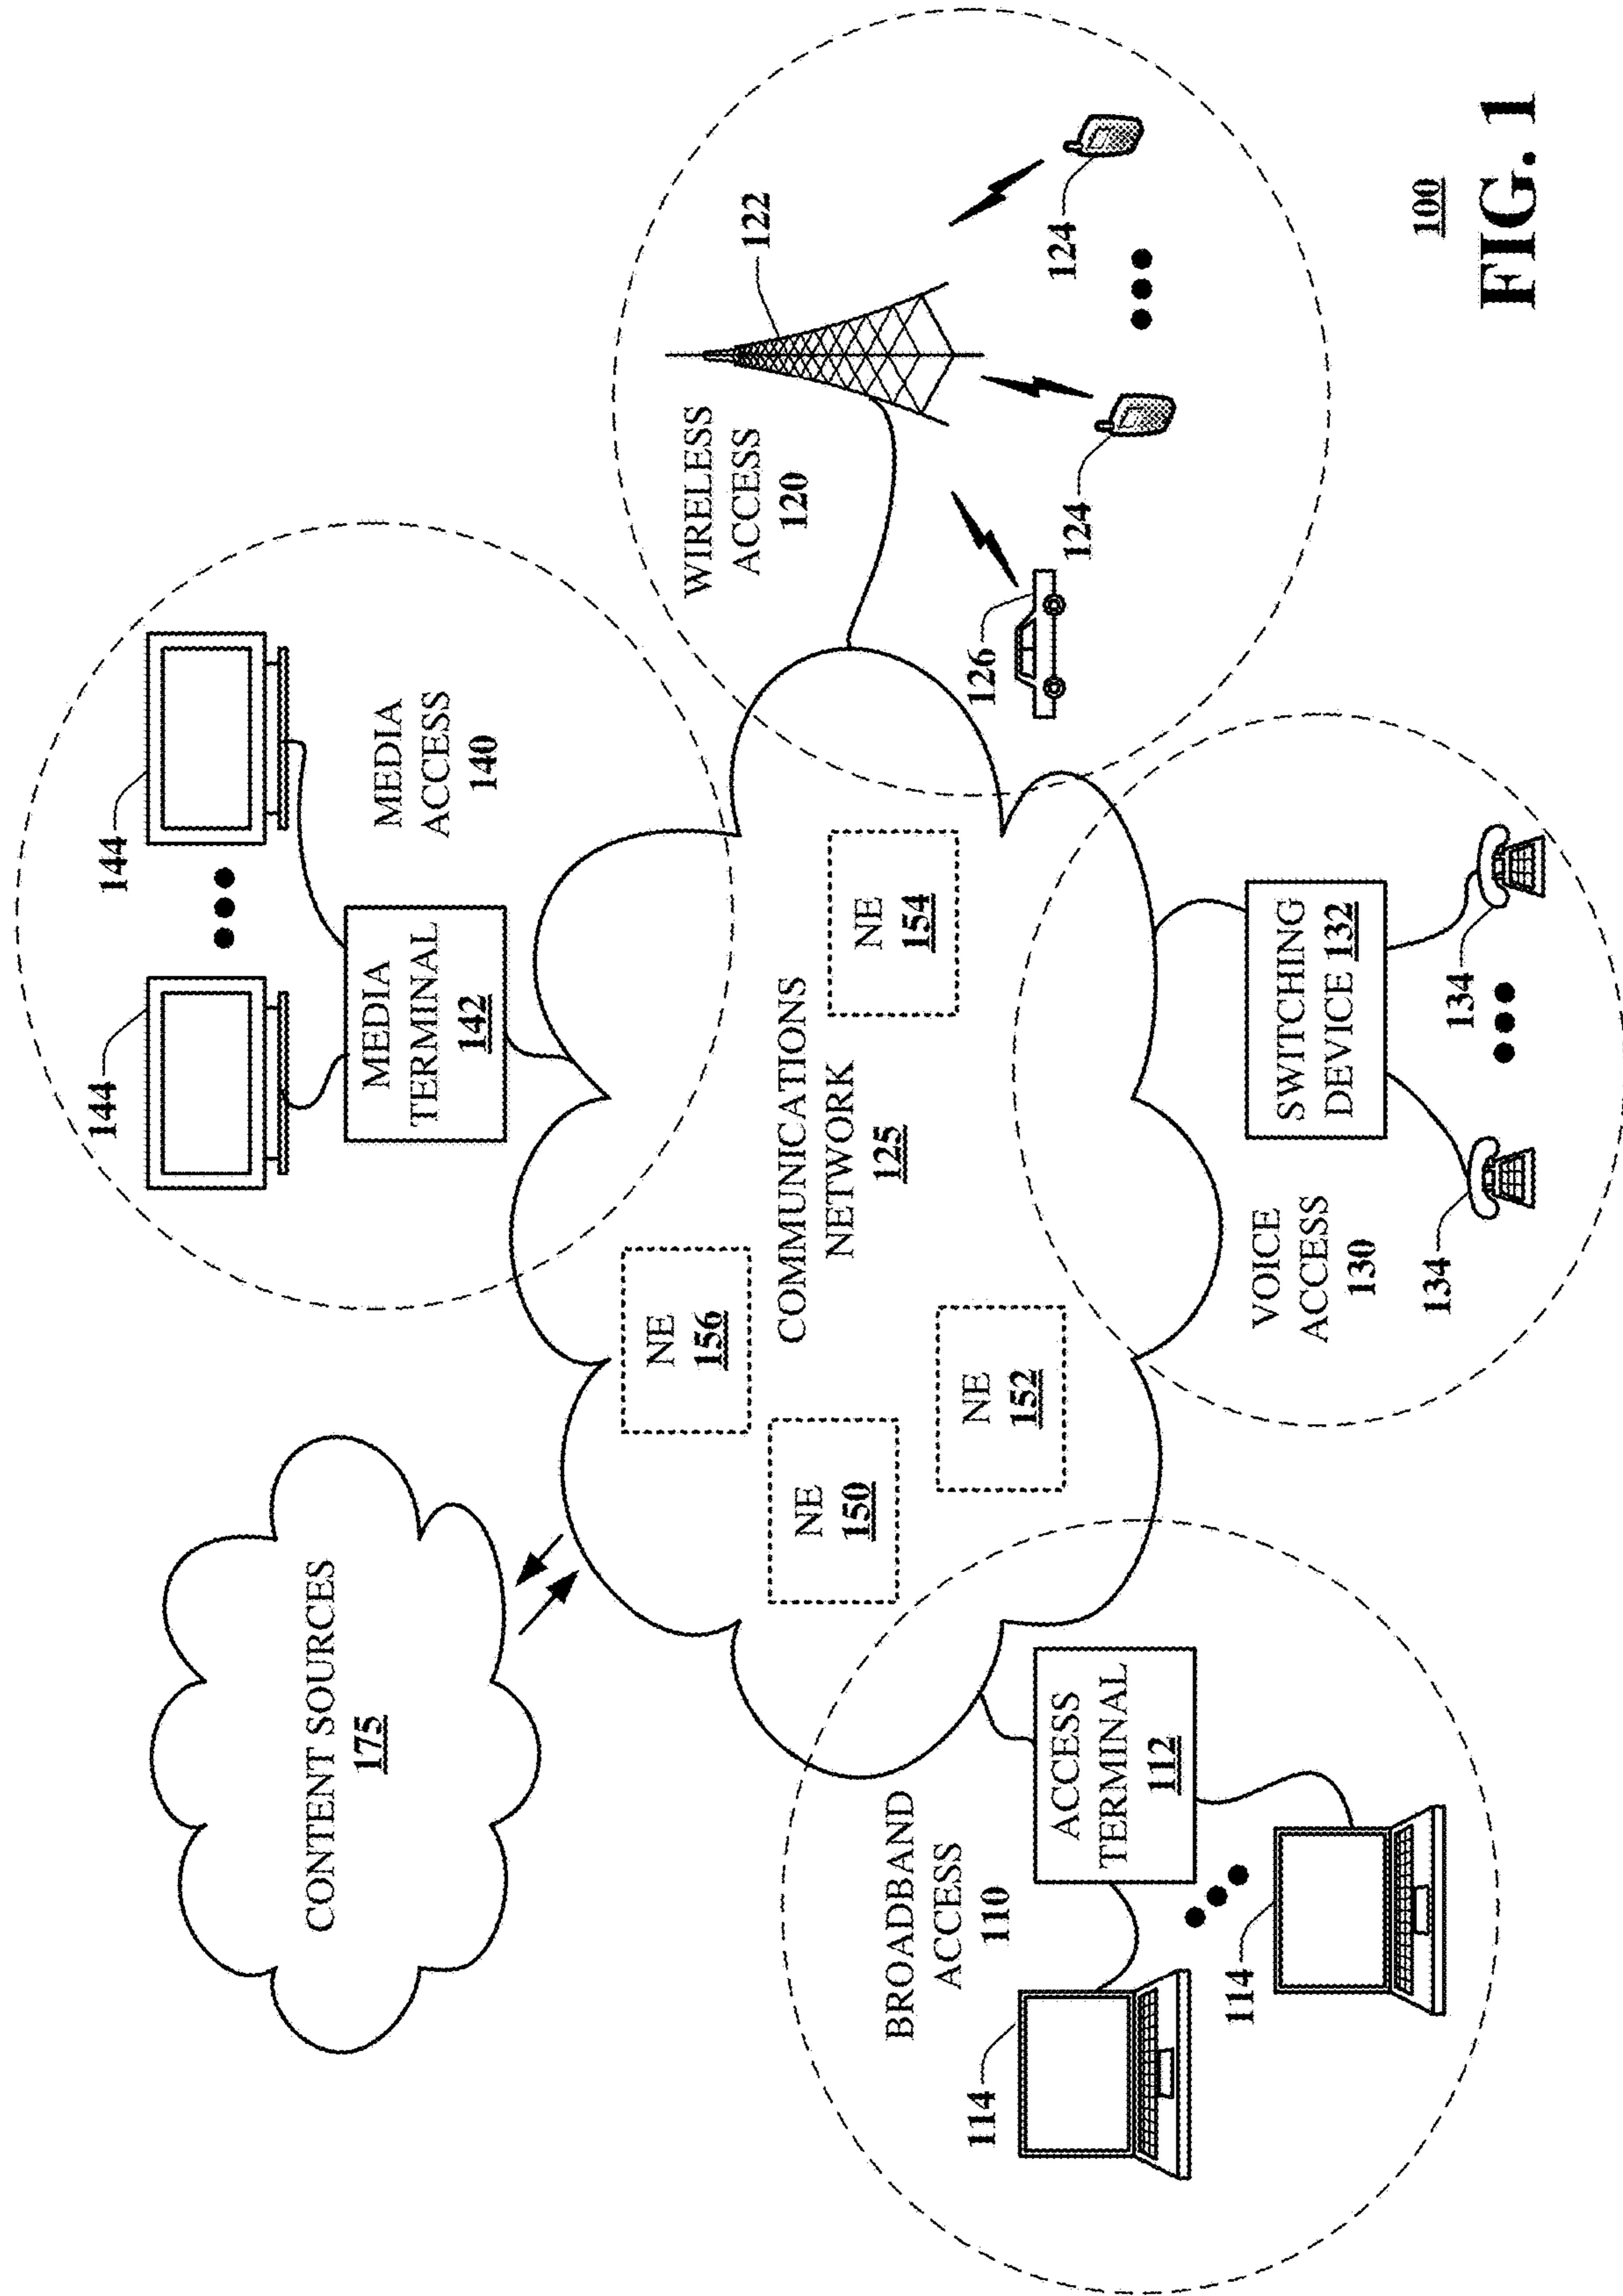 CONTENT SOURCES
175
144
144
MEDIA
TERMINAL
142
MEDIA
ACCESS
140
NE
156
NE
150
NE
152
COMMUNICATIONS
NETWORK
125
NE
154
WIRELESS
ACCESS
120
122
126
124
124
BROADBAND
ACCESS
110
ACCESS
TERMINAL
112
114
114
VOICE
ACCESS
130
SWITCHING
DEVICE 132
134
134
100
FIG. 1